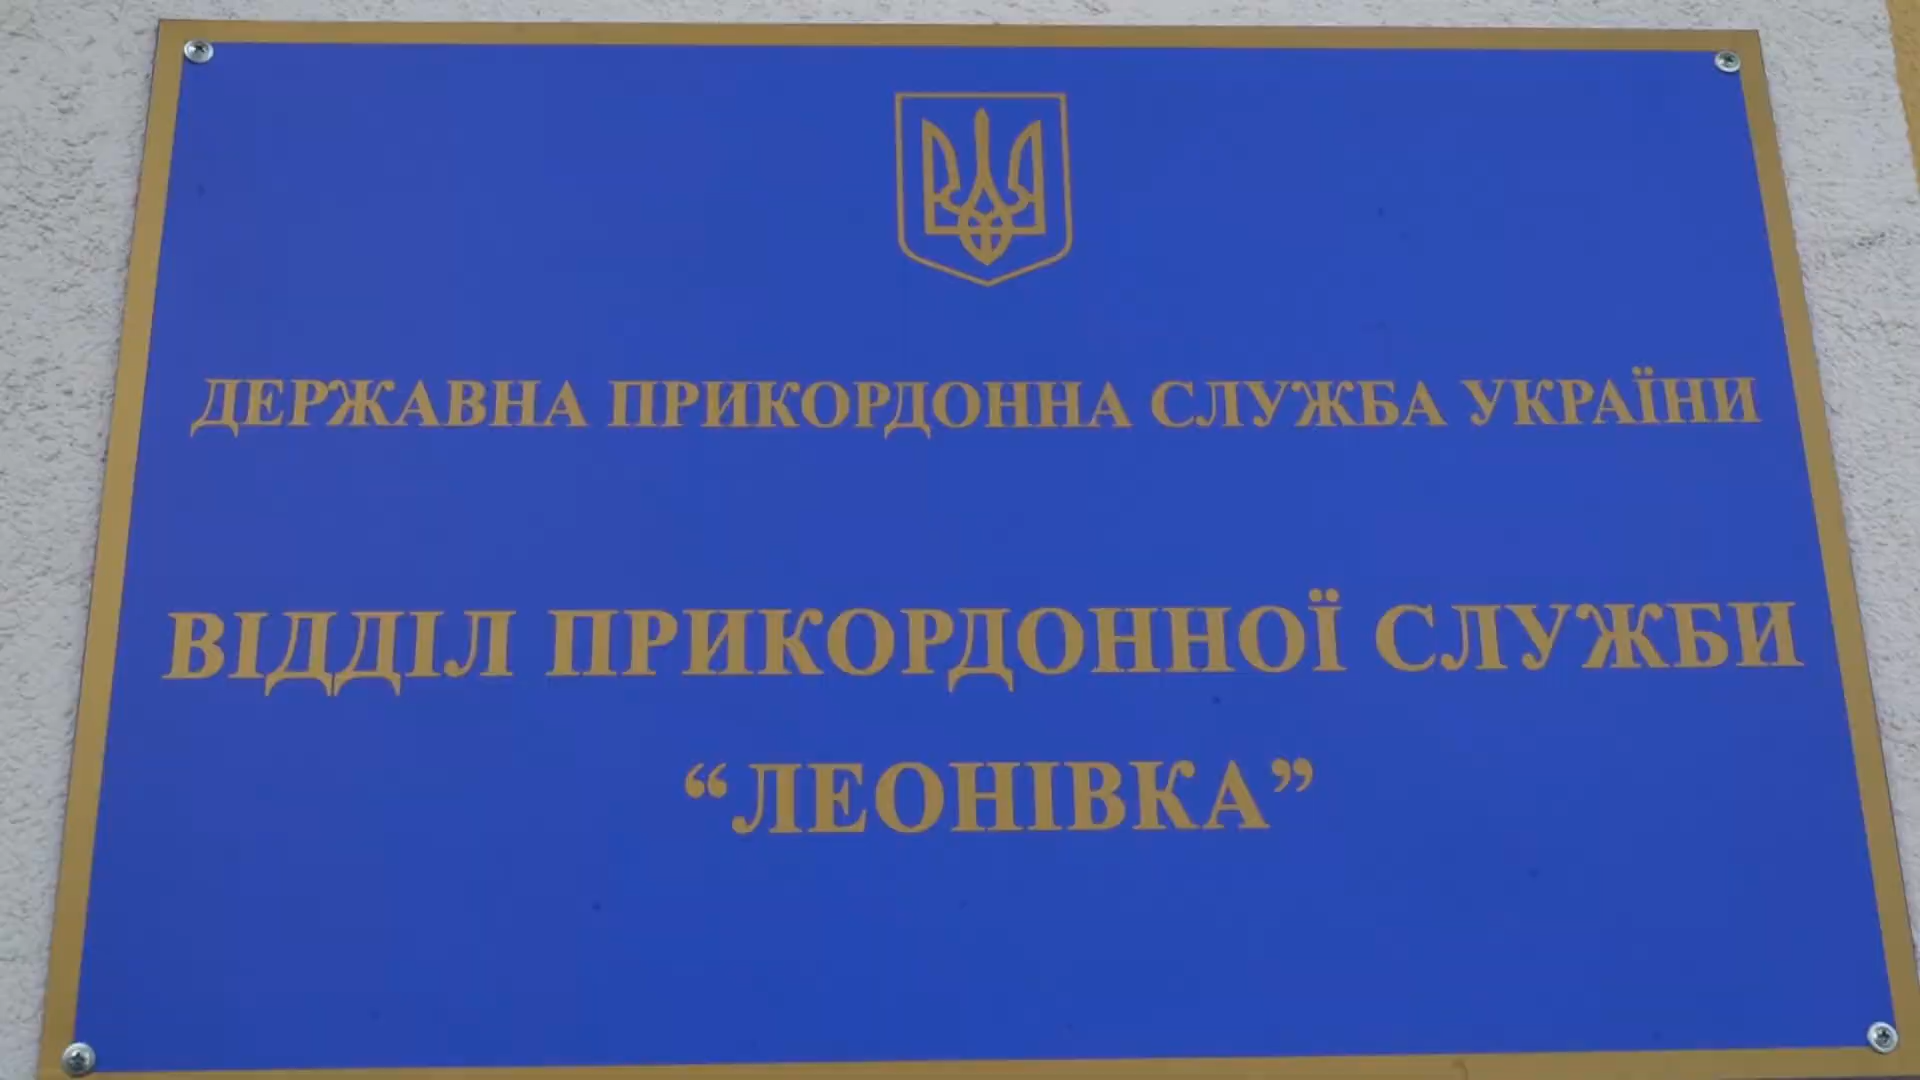 ДЕРЖАВНА ПРИКОРДОННА СЛУЖБА УКРАЇНИ
ВІДДІЛ ПРИКОРДОННОЇ СЛУЖБИ
“ЛЕОНІВКА”